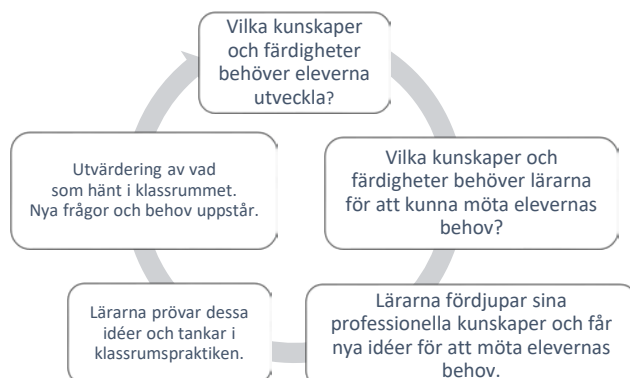 Vilka kunskaper
och färdigheter
behöver eleverna
utveckla?
Vilka kunskaper och
färdigheter behöver lärarna
för att kunna möta elevernas
behov?
Lärarna fördjupar sina
professionella kunskaper och får
nya idéer för att möta elevernas
behov.
Lärarna prövar dessa
idéer och tankar i
klassrumspraktiken.
Utvärdering av vad
som hänt i klassrummet.
Nya frågor och behov uppstår.